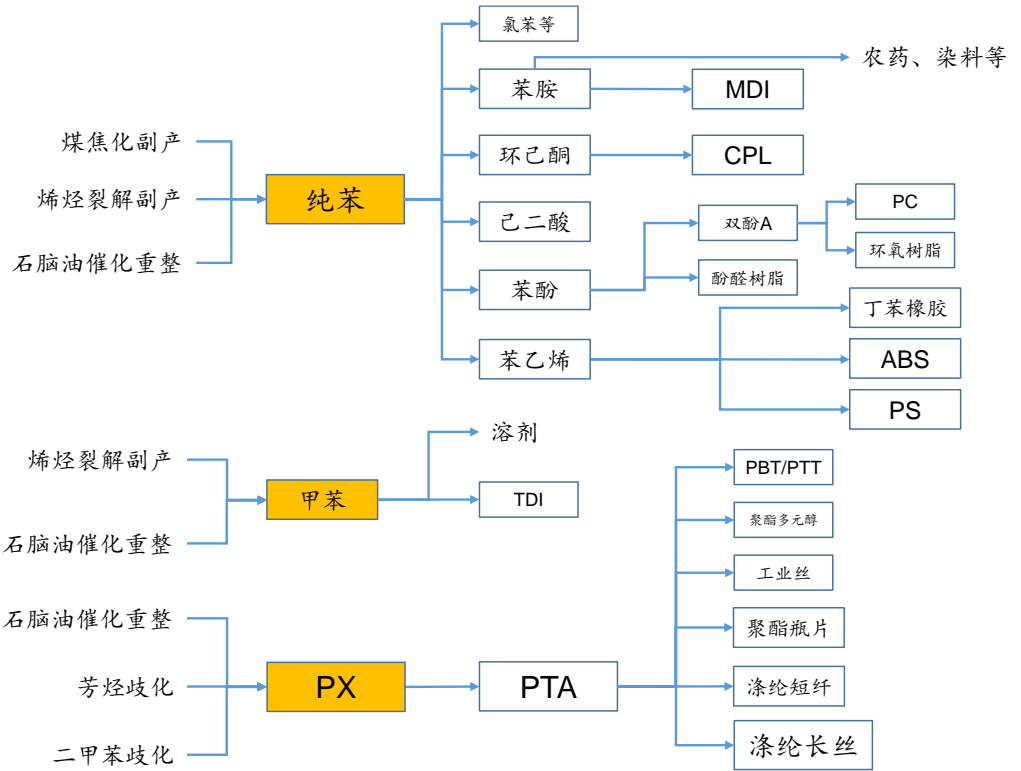 氯苯等
农药、染料等
苯胺
MDI
煤焦化副产
环己酮
CPL
烯烃裂解副产
纯苯
己二酸
双酚A
PC
石脑油催化重整
环氧树脂
苯酚
酚醛树脂
丁苯橡胶
苯乙烯
ABS
PS
溶剂
烯烃裂解副产
甲苯
TDI
石脑油催化重整
PBT/PTT
聚酯多元醇
工业丝
石脑油催化重整
聚酯瓶片
芳烃歧化
PX
PTA
涤纶短纤
二甲苯歧化
涤纶长丝